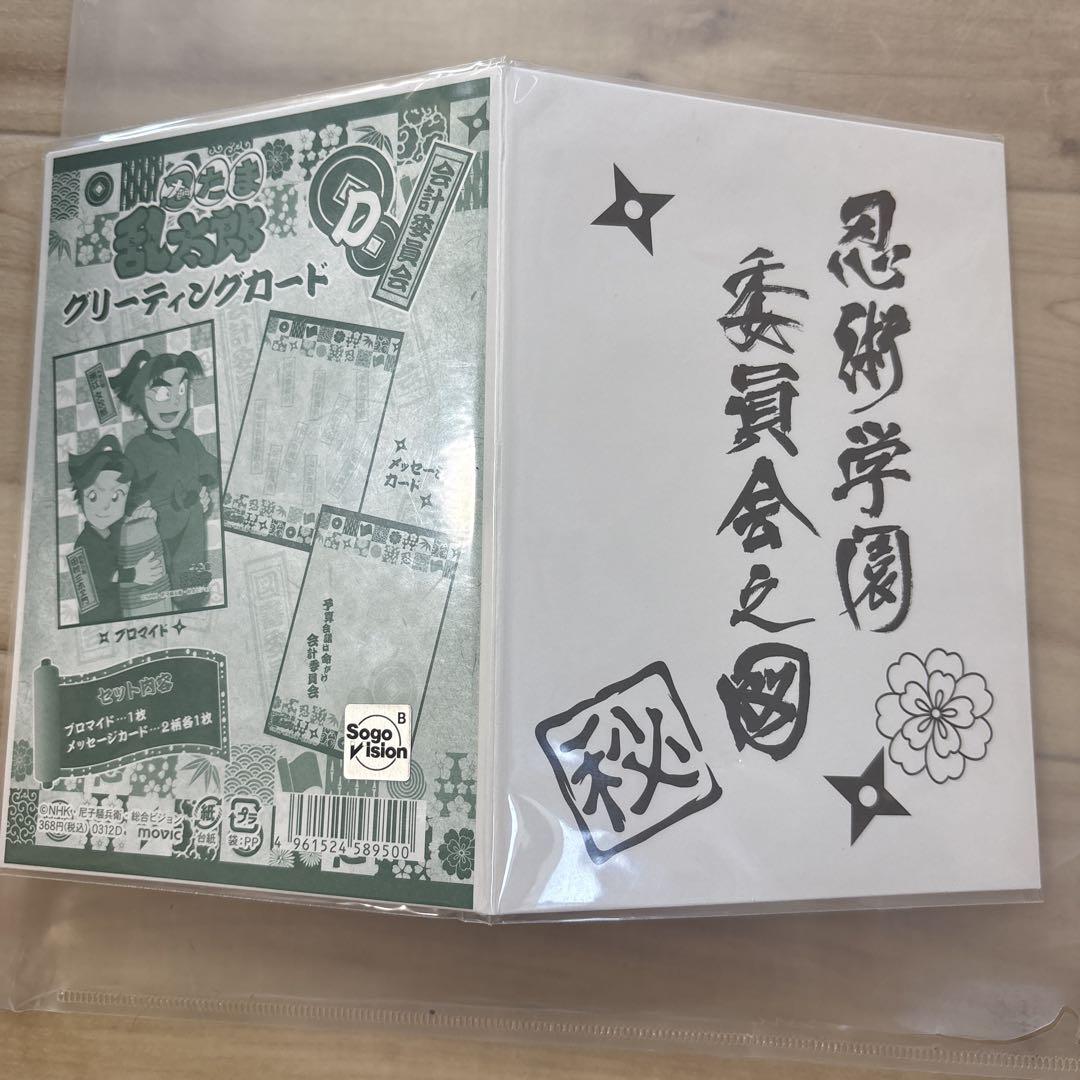 忍たま
乱太郎
会計委員会
グリーティングカード
メッセージ
カード
ブロマイド
予算会議は命がけ
会計委員会
セット内容
ブロマイド…1枚
メッセージカード…2柄各1枚
B
Sogo
Vision
©NHK・尼子騒兵衛・総合ビジョン
368円(税込) 0312D・movic
紙
台紙
プラ
袋:PP
4 961524 589500
忍術学園
委員会之図
秘